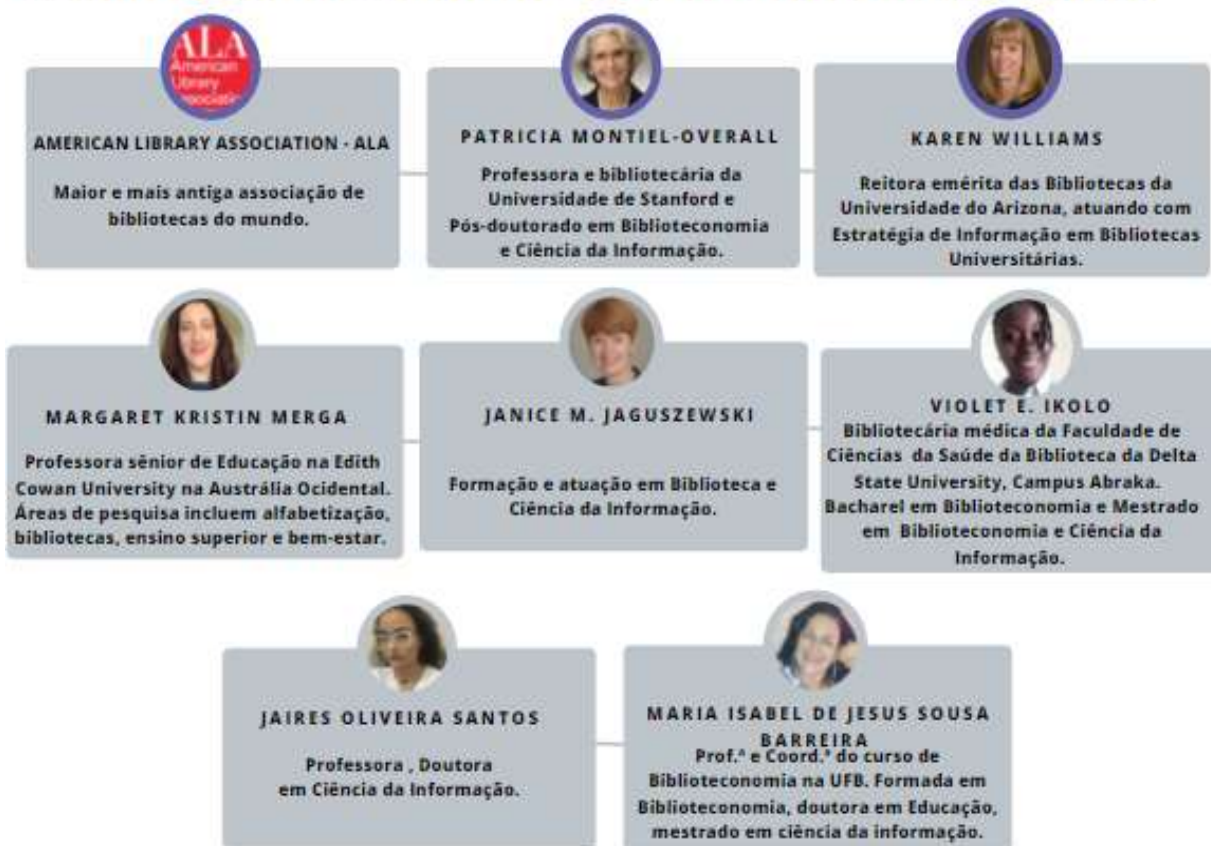 ALA
American
Library
Associatio
AMERICAN LIBRARY ASSOCIATION - ALA
Maior e mais antiga associação de
bibliotecas do mundo.
PATRICIA MONTIEL-OVERALL
Professora e bibliotecária da
Universidade de Stanford e
Pós-doutorado em Biblioteconomia
e Ciência da Informação.
KAREN WILLIAMS
Reitora emérita das Bibliotecas da
Universidade do Arizona, atuando com
Estratégia de Informação em Bibliotecas
Universitárias.
MARGARET KRISTIN MERGA
Professora sênior de Educação na Edith
Cowan University na Austrália Ocidental.
Áreas de pesquisa incluem alfabetização,
bibliotecas, ensino superior e bem-estar.
JANICE M. JAGUSZEWSKI
Formação e atuação em Biblioteca e
Ciência da Informação.
VIOLET E. IKOLO
Bibliotecária médica da Faculdade de
Ciências da Saúde da Biblioteca da Delta
State University, Campus Abraka.
Bacharel em Biblioteconomia e Mestrado
em Biblioteconomia e Ciência da
Informação.
JAIRES OLIVEIRA SANTOS
Professora , Doutora
em Ciência da Informação.
MARIA ISABEL DE JESUS SOUSA
BARREIRA
Prof.ª e Coord.ª do curso de
Biblioteconomia na UFB. Formada em
Biblioteconomia, doutora em Educação,
mestrado em ciência da informação.